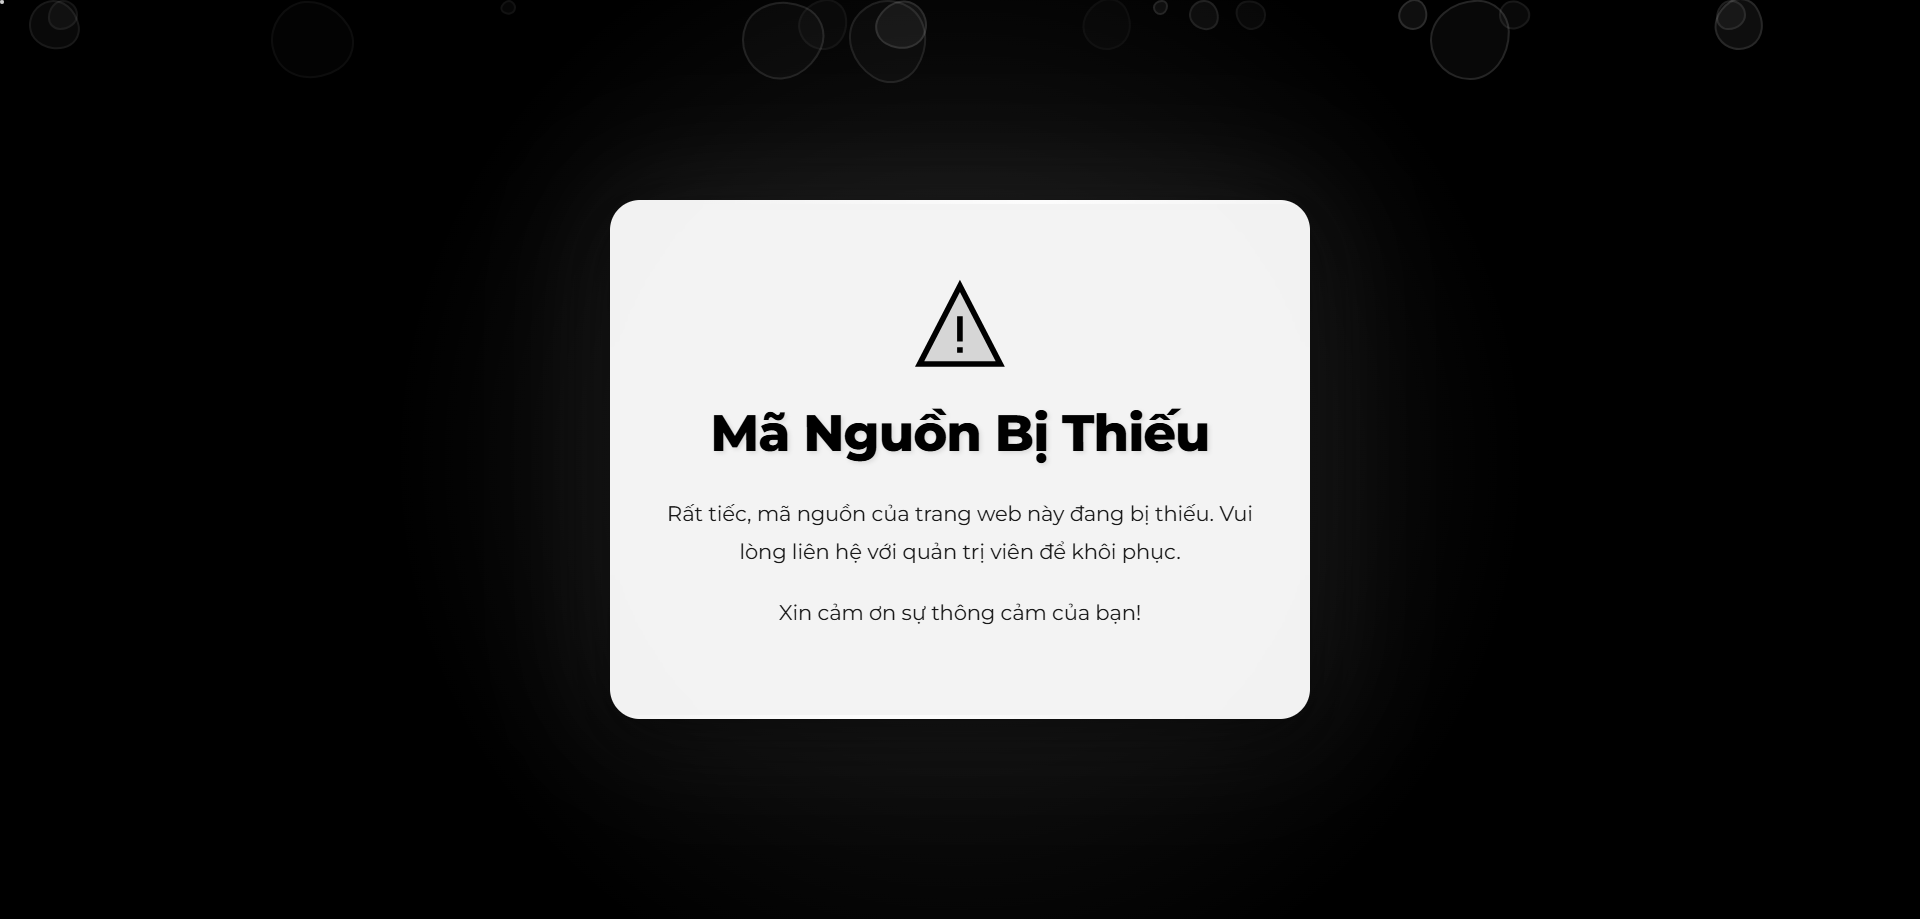 !
Mã Nguồn Bị Thiếu
Rất tiếc, mã nguồn của trang web này đang bị thiếu. Vui
lòng liên hệ với quản trị viên để khôi phục.
Xin cảm ơn sự thông cảm của bạn!